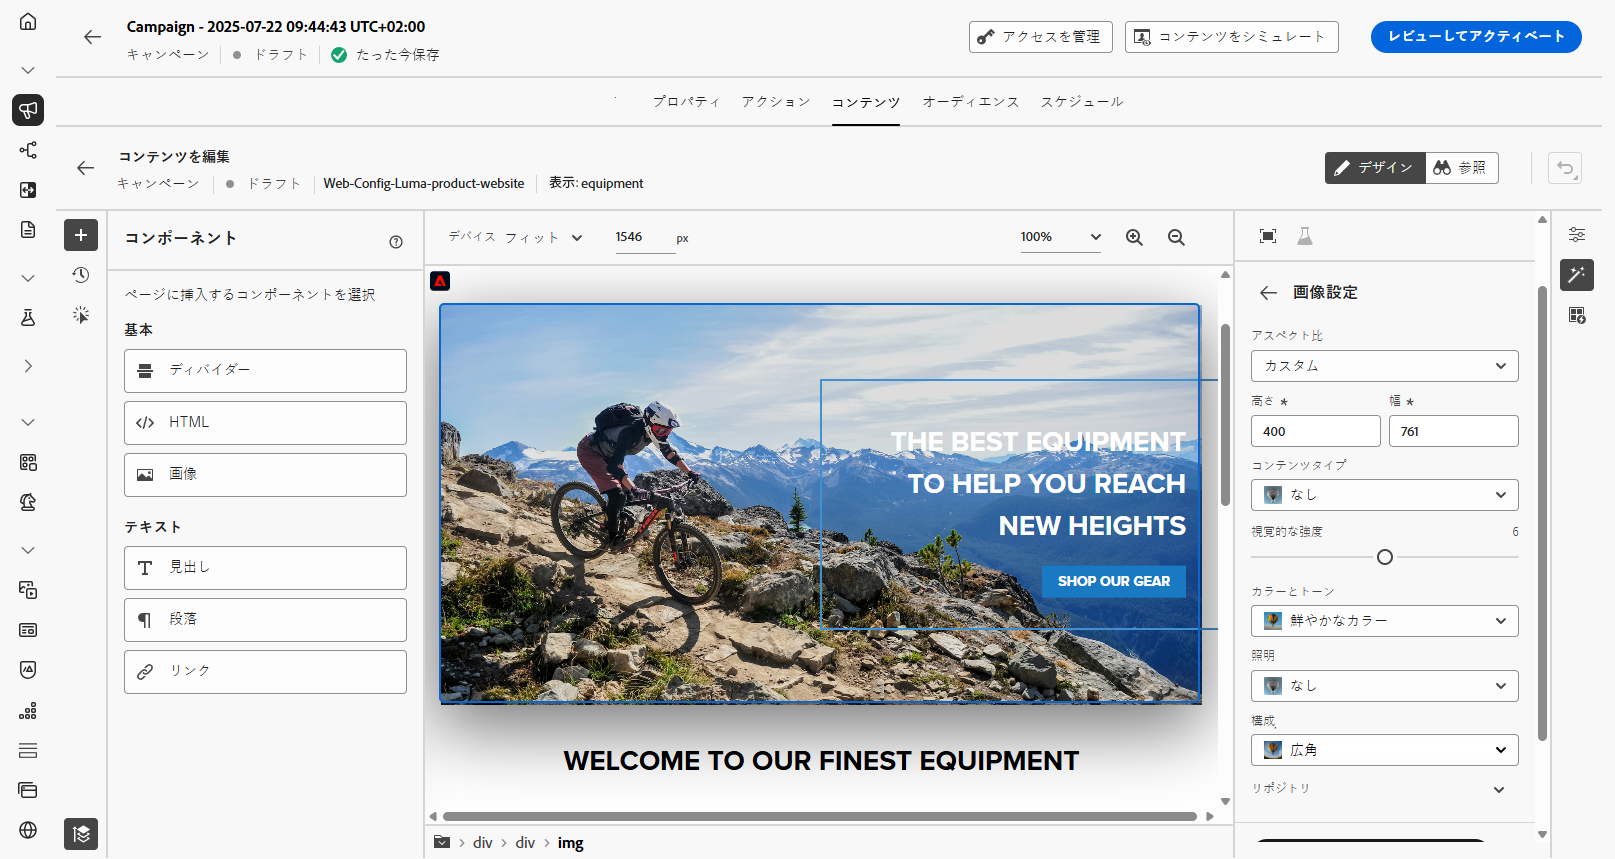 Campaign - 2025-07-22 09:44:43 UTC+02:00
キャンペーン
ドラフト
たった今保存
アクセスを管理
コンテンツをシミュレート
レビューしてアクティベート
プロパティ
アクション
コンテンツ
オーディエンス
スケジュール
コンテンツを編集
キャンペーン
ドラフト
Web-Config-Luma-product-website
表示: equipment
デザイン
参照
コンポーネント
ページに挿入するコンポーネントを選択
基本
ディバイダー
HTML
画像
テキスト
見出し
段落
リンク
デバイス フィット
1546 px
100%
THE BEST EQUIPMENT
TO HELP YOU REACH
NEW HEIGHTS
SHOP OUR GEAR
WELCOME TO OUR FINEST EQUIPMENT
div
div
img
画像設定
アスペクト比
カスタム
高さ *
幅 *
400
761
コンテンツタイプ
なし
視覚的な強度
6
カラーとトーン
鮮やかなカラー
照明
なし
構成
広角
リポジトリ